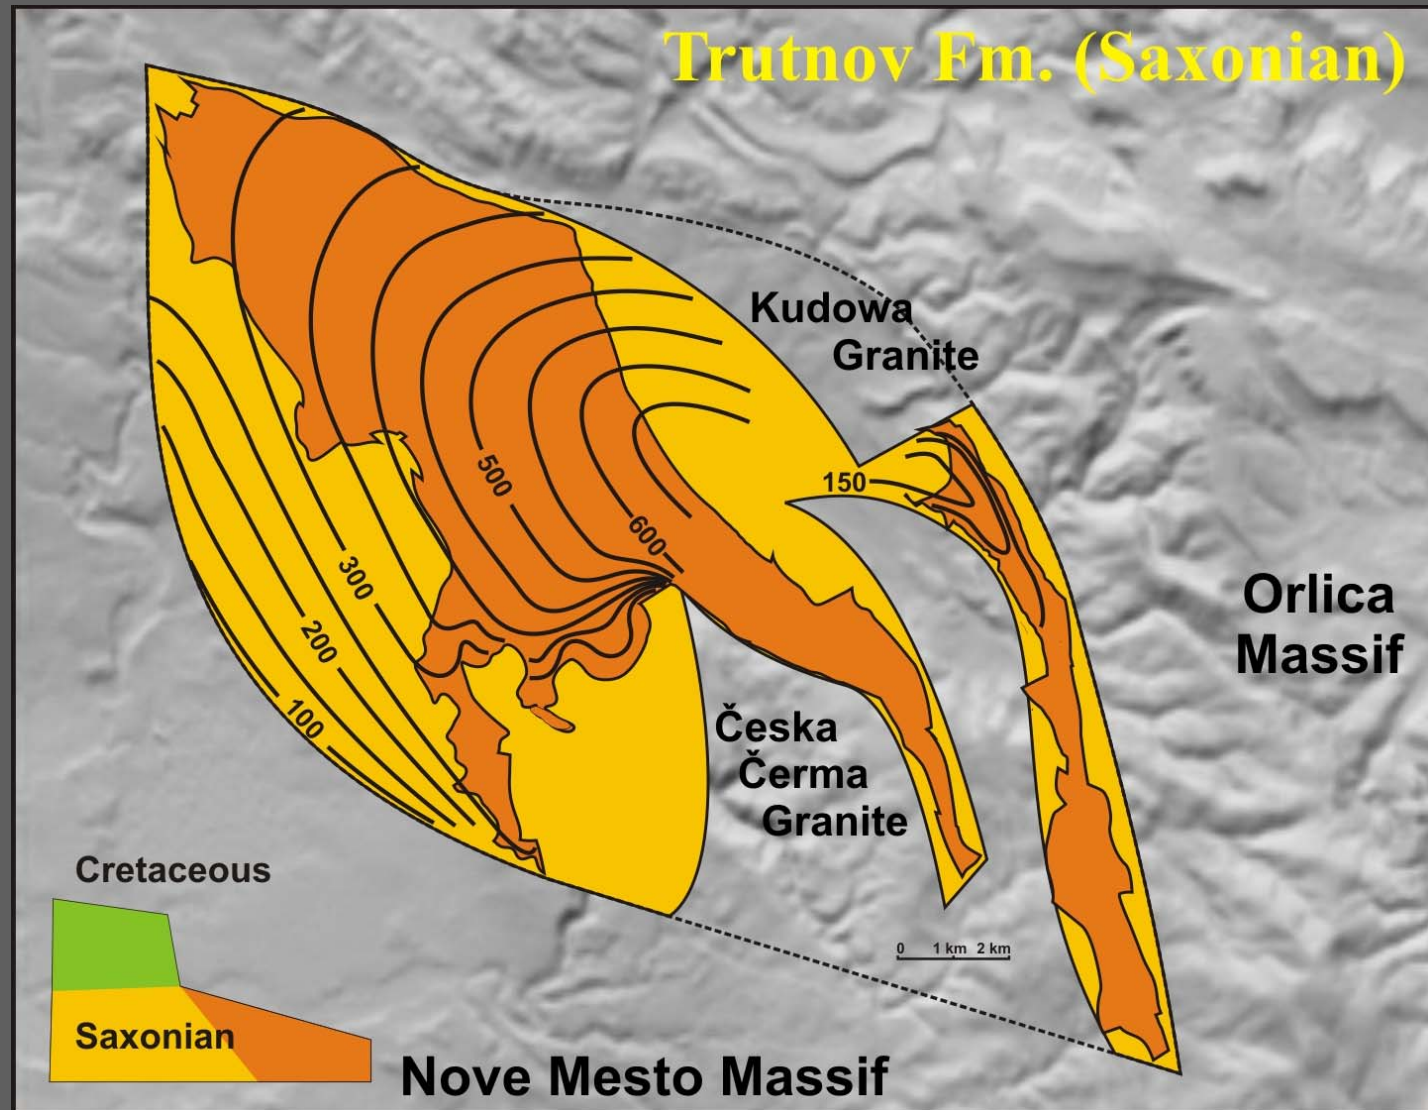 Trutnov Fm. (Saxonian)
Kudowa
Granite
500
150
600
300
Orlica
Massif
200
100
Česka
Čerma
Granite
Cretaceous
0 1 km 2 km
Saxonian
Nove Mesto Massif